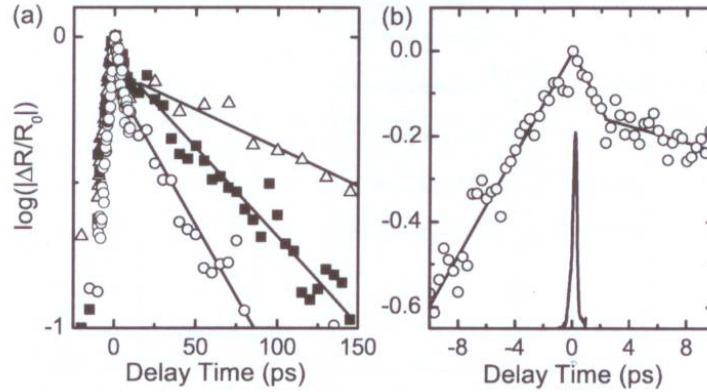 (a)
0
log(|ΔR/R₀|)
-1
0 50 100 150
Delay Time (ps)
(b)
0.0
-0.2
-0.4
-0.6
-8 -4 0 4 8
Delay Time (ps)